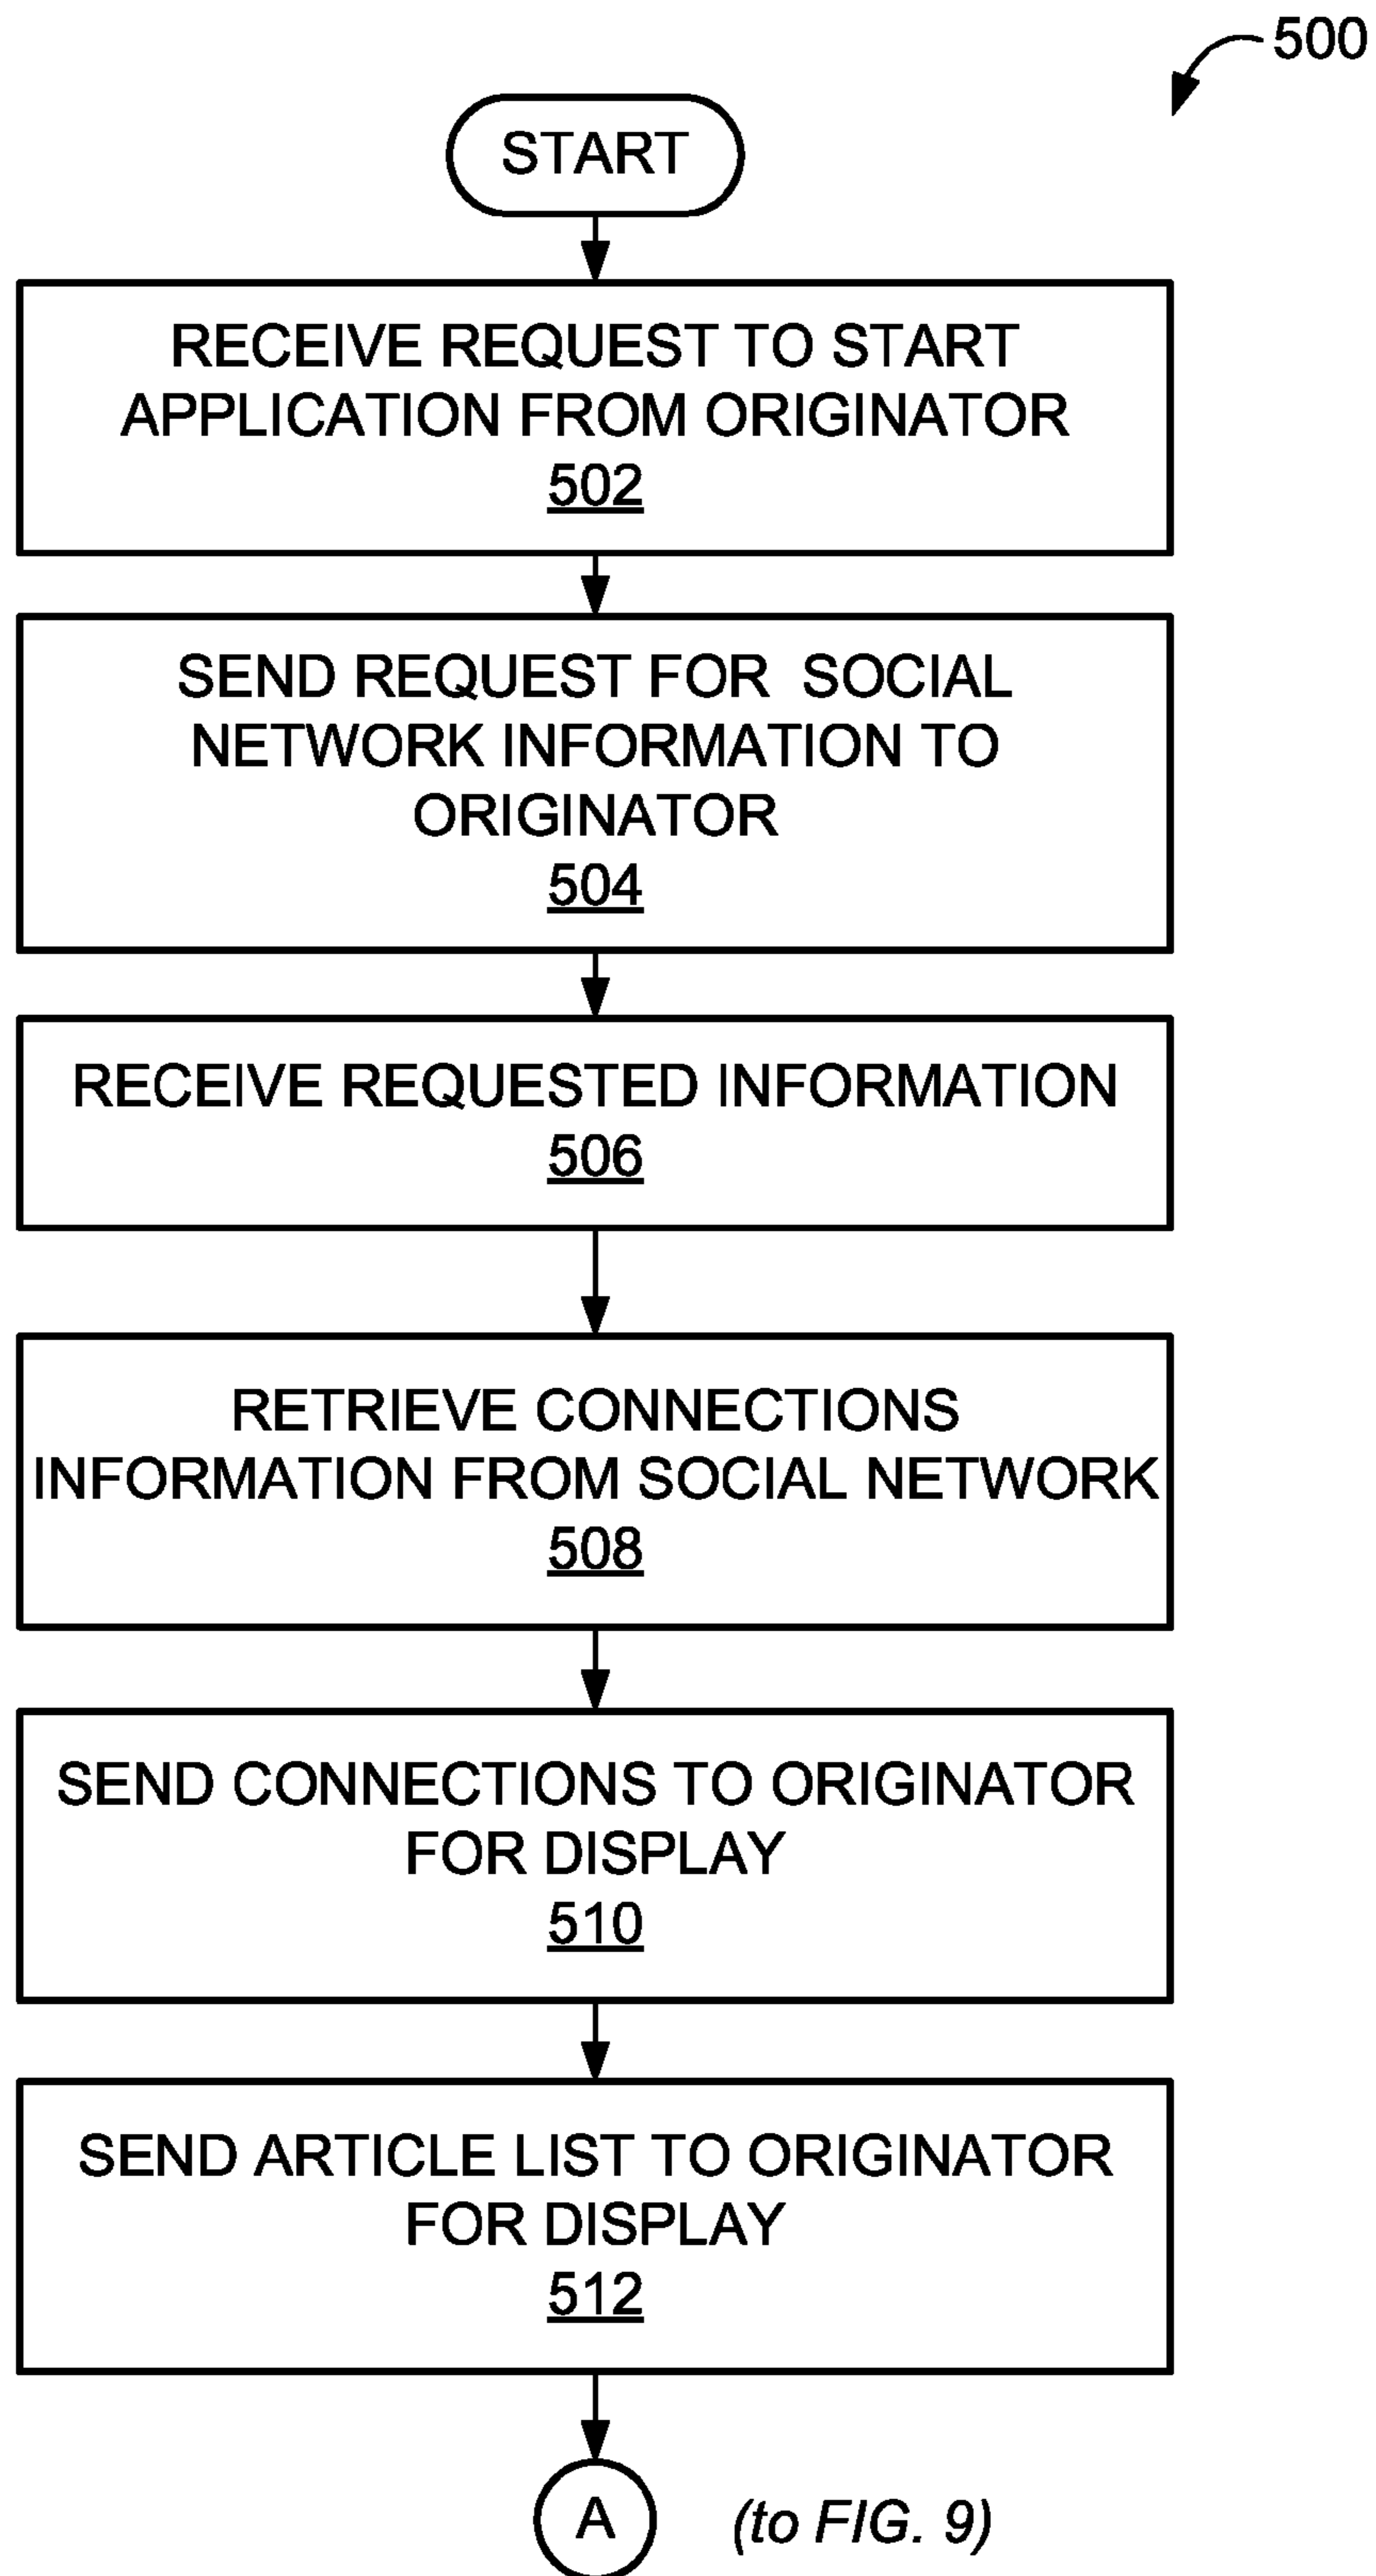 500
START
RECEIVE REQUEST TO START
APPLICATION FROM ORIGINATOR
502
SEND REQUEST FOR SOCIAL
NETWORK INFORMATION TO
ORIGINATOR
504
RECEIVE REQUESTED INFORMATION
506
RETRIEVE CONNECTIONS
INFORMATION FROM SOCIAL NETWORK
508
SEND CONNECTIONS TO ORIGINATOR
FOR DISPLAY
510
SEND ARTICLE LIST TO ORIGINATOR
FOR DISPLAY
512
A (to FIG. 9)